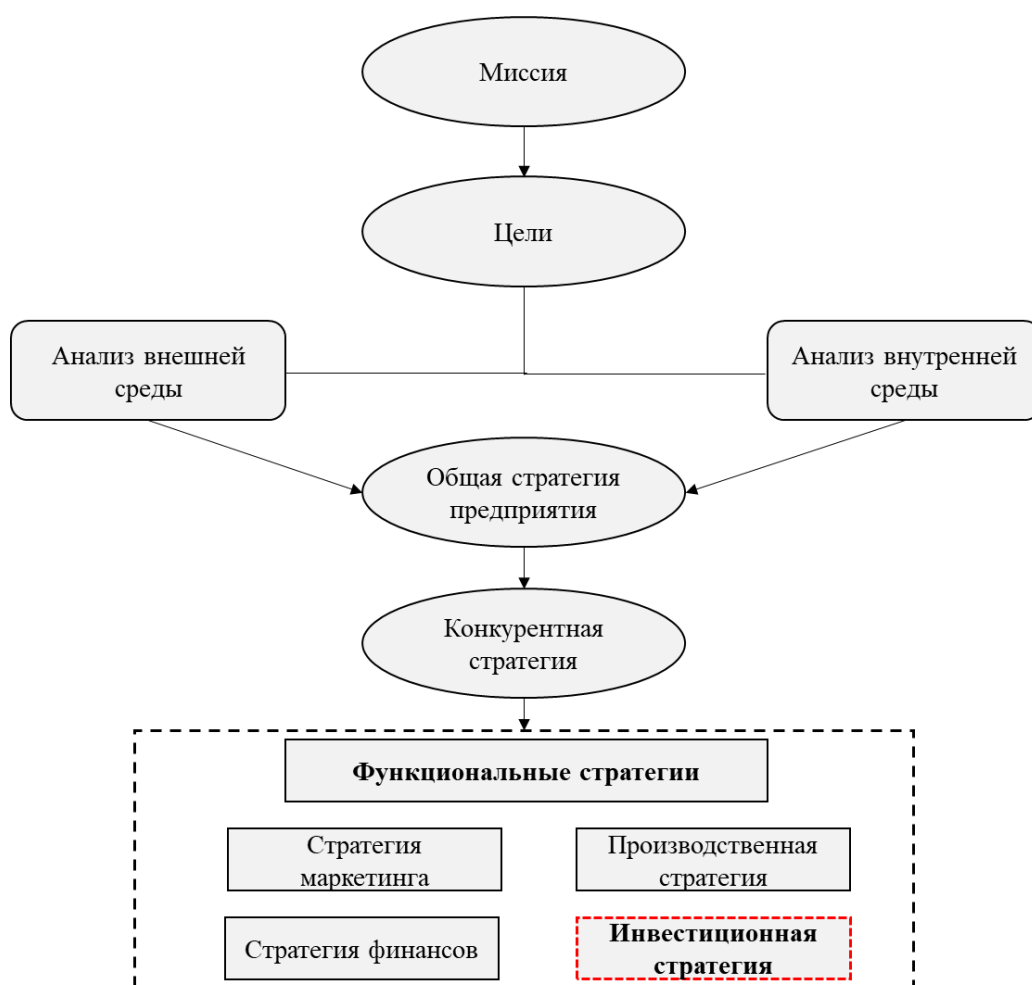 Миссия
Цели
Анализ внешней
среды
Анализ внутренней
среды
Общая стратегия
предприятия
Конкурентная
стратегия
Функциональные стратегии
Стратегия
маркетинга
Производственная
стратегия
Стратегия финансов
Инвестиционная
стратегия